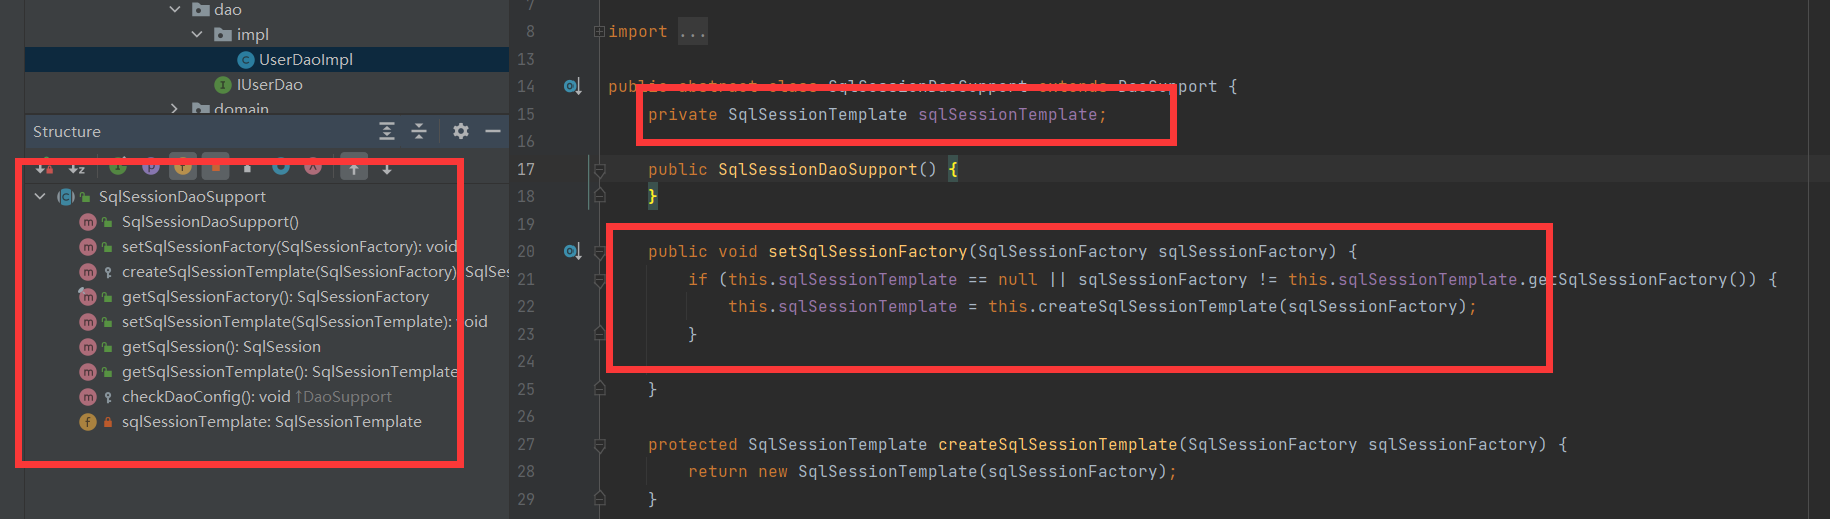 dao
impl
UserDaoImpl
IUserDao
domain
Structure
SqlSessionDaoSupport
SqlSessionDaoSupport()
setSqlSessionFactory(SqlSessionFactory): void
createSqlSessionTemplate(SqlSessionFactory): SqlSes
getSqlSessionFactory(): SqlSessionFactory
setSqlSessionTemplate(SqlSessionTemplate): void
getSqlSession(): SqlSession
getSqlSessionTemplate(): SqlSessionTemplate
checkDaoConfig(): void ↑DaoSupport
sqlSessionTemplate: SqlSessionTemplate
7
8 import ...
13
14 public abstract class SqlSessionDaoSupport extends DaoSupport {
15 private SqlSessionTemplate sqlSessionTemplate;
16
17 public SqlSessionDaoSupport() {
18 }
19
20 public void setSqlSessionFactory(SqlSessionFactory sqlSessionFactory) {
21 if (this.sqlSessionTemplate == null || sqlSessionFactory != this.sqlSessionTemplate.getSqlSessionFactory()) {
22 this.sqlSessionTemplate = this.createSqlSessionTemplate(sqlSessionFactory);
23 }
24
25 }
26
27 protected SqlSessionTemplate createSqlSessionTemplate(SqlSessionFactory sqlSessionFactory) {
28 return new SqlSessionTemplate(sqlSessionFactory);
29 }